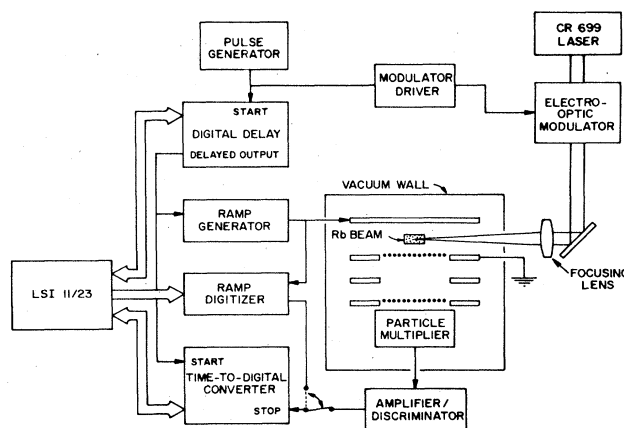 CR 699
LASER
PULSE
GENERATOR
MODULATOR
DRIVER
ELECTRO-
OPTIC
MODULATOR
START
DIGITAL DELAY
DELAYED OUTPUT
VACUUM WALL
RAMP
GENERATOR
Rb BEAM
FOCUSING
LENS
LSI 11/23
RAMP
DIGITIZER
PARTICLE
MULTIPLIER
START
TIME-TO-DIGITAL
CONVERTER
STOP
AMPLIFIER/
DISCRIMINATOR